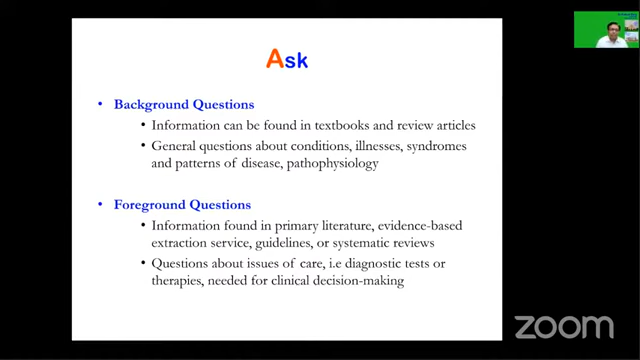 Ask
• Background Questions
• Information can be found in textbooks and review articles
• General questions about conditions, illnesses, syndromes
and patterns of disease, pathophysiology
• Foreground Questions
• Information found in primary literature, evidence-based
extraction service, guidelines, or systematic reviews
• Questions about issues of care, i.e diagnostic tests or
therapies, needed for clinical decision-making
zoom